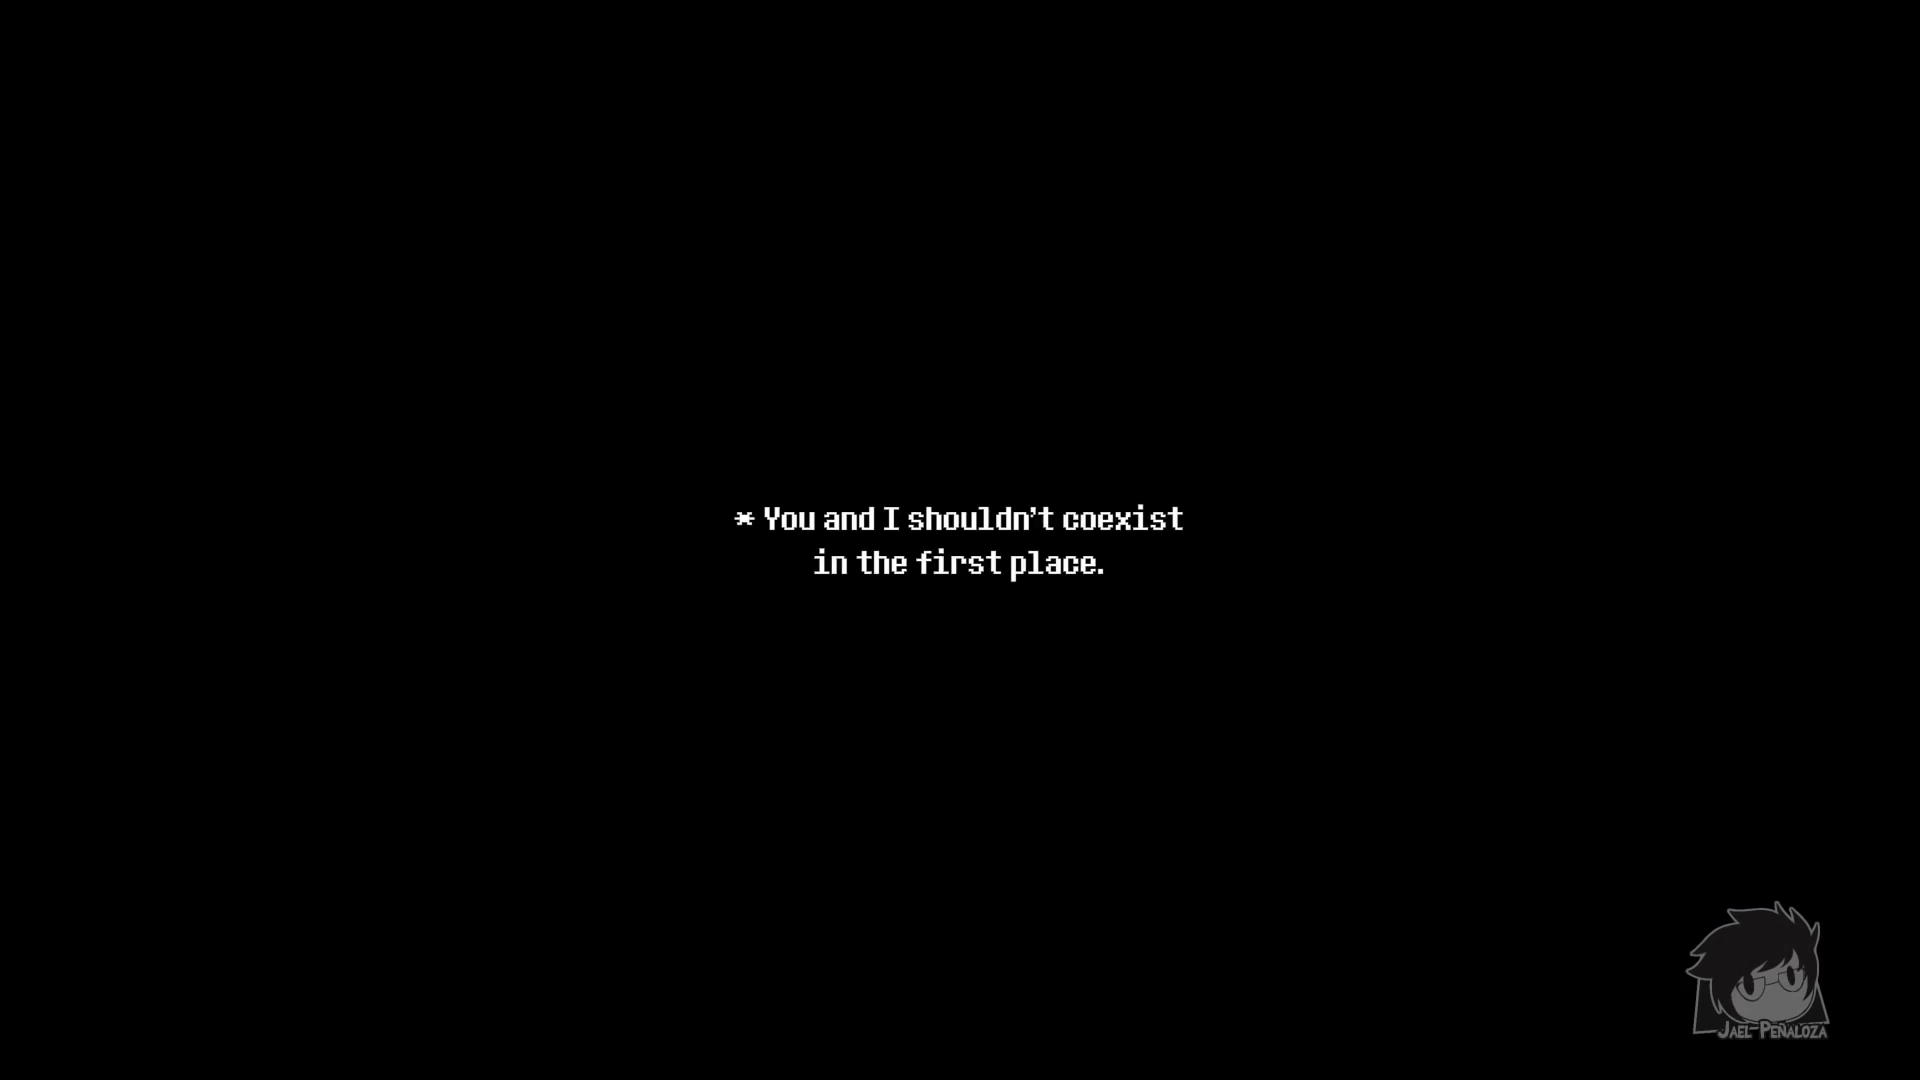 * You and I shouldn't coexist
in the first place.
JAEL-PEÑALOZA